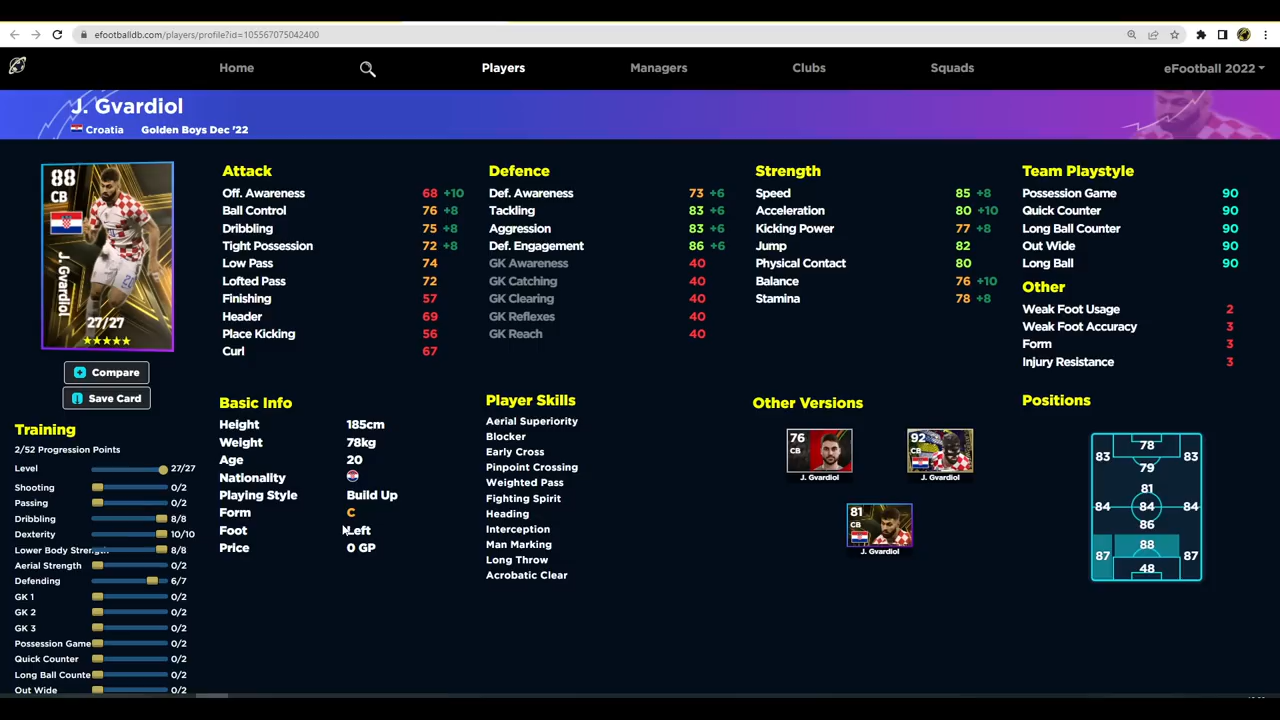 efootballdb.com/players/profile?id=105567075042400
Home Players Managers Clubs Squads eFootball 2022
J. Gvardiol
Croatia Golden Boys Dec '22
88
CB
J. Gvardiol
27/27
Compare
Save Card
Training
2/52 Progression Points
Level 27/27
Shooting 0/2
Passing 0/2
Dribbling 8/8
Dexterity 10/10
Lower Body Strength 8/8
Aerial Strength 0/2
Defending 6/7
GK 1 0/2
GK 2 0/2
GK 3 0/2
Possession Game 0/2
Quick Counter 0/2
Long Ball Counte 0/2
Out Wide 0/2
Attack
Off. Awareness 68 +10
Ball Control 76 +8
Dribbling 75 +8
Tight Possession 72 +8
Low Pass 74
Lofted Pass 72
Finishing 57
Header 69
Place Kicking 56
Curl 67
Defence
Def. Awareness 73 +6
Tackling 83 +6
Aggression 83 +6
Def. Engagement 86 +6
GK Awareness 40
GK Catching 40
GK Clearing 40
GK Reflexes 40
GK Reach 40
Strength
Speed 85 +8
Acceleration 80 +10
Kicking Power 77 +8
Jump 82
Physical Contact 80
Balance 76 +10
Stamina 78 +8
Team Playstyle
Possession Game 90
Quick Counter 90
Long Ball Counter 90
Out Wide 90
Long Ball 90
Other
Weak Foot Usage 2
Weak Foot Accuracy 3
Form 3
Injury Resistance 3
Basic Info
Height 185cm
Weight 78kg
Age 20
Nationality
Playing Style Build Up
Form C
Foot Left
Price 0 GP
Player Skills
Aerial Superiority
Blocker
Early Cross
Pinpoint Crossing
Weighted Pass
Fighting Spirit
Heading
Interception
Man Marking
Long Throw
Acrobatic Clear
Other Versions
76
CB
J. Gvardiol
92
CB
J. Gvardiol
81
CB
J. Gvardiol
Positions
78
83 83
79
81
84 84 84
86
87 88 87
48